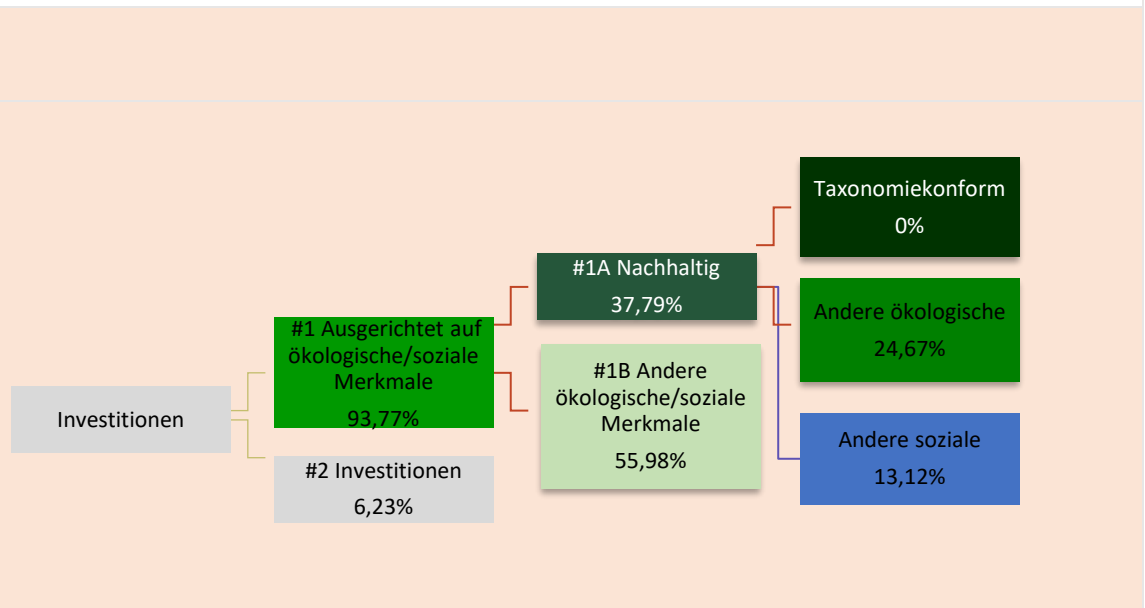 Investitionen
#1 Ausgerichtet auf
ökologische/soziale
Merkmale
93,77%
#2 Investitionen
6,23%
#1A Nachhaltig
37,79%
#1B Andere
ökologische/soziale
Merkmale
55,98%
Taxonomiekonform
0%
Andere ökologische
24,67%
Andere soziale
13,12%